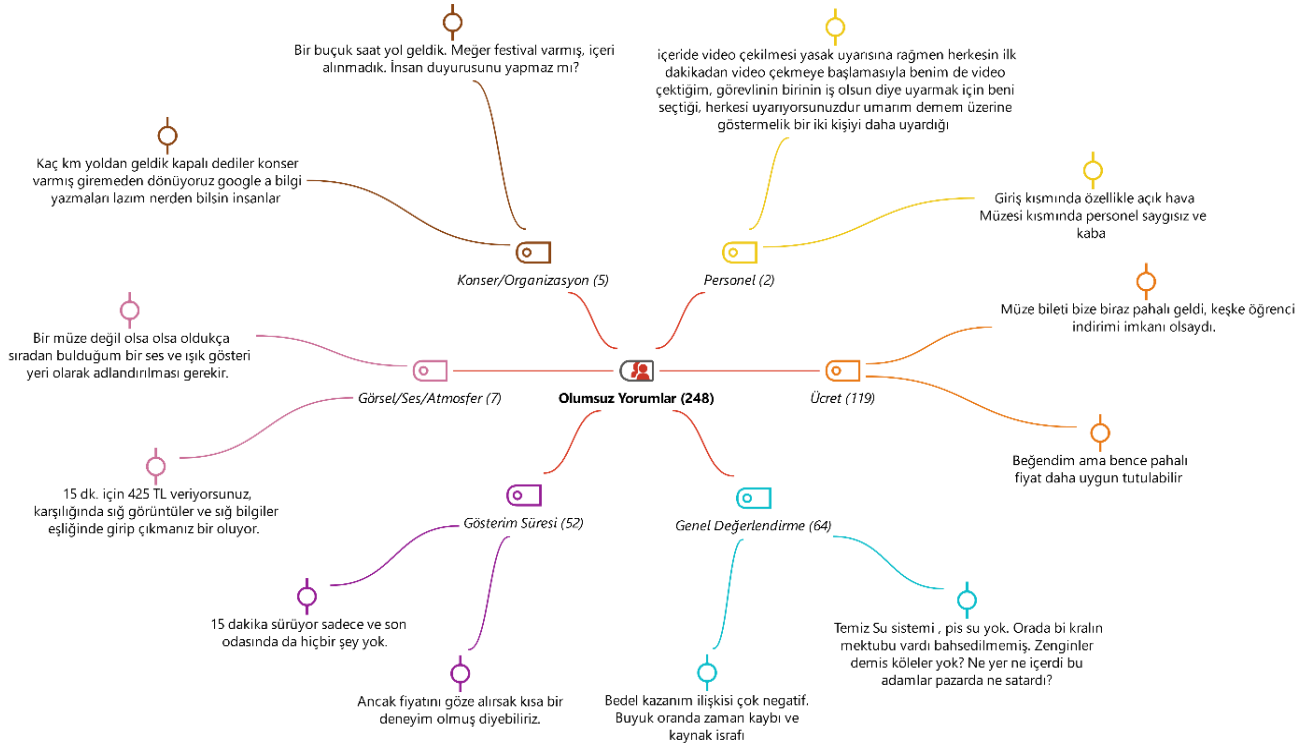 Bir buçuk saat yol geldik. Meğer festival varmış, içeri
alınmadık. İnsan duyurusunu yapmaz mı?
içeride video çekilmesi yasak uyarısına rağmen herkesin ilk
dakikadan video çekmeye başlamasıyla benim de video
çektiğim, görevlinin birinin iş olsun diye uyarmak için beni
seçtiği, herkesi uyarıyorsunuzdur umarım demem üzerine
göstermelik bir iki kişiyi daha uyardığı
Kaç km yoldan geldik kapalı dediler konser
varmış giremeden dönüyoruz google a bilgi
yazmaları lazım nerden bilsin insanlar
Giriş kısmında özellikle açık hava
Müzesi kısmında personel saygısız ve
kaba
Konser/Organizasyon (5)
Personel (2)
Bir müze değil olsa olsa oldukça
sıradan bulduğum bir ses ve ışık gösteri
yeri olarak adlandırılması gerekir.
Müze bileti bize biraz pahalı geldi, keşke öğrenci
indirimi imkanı olsaydı.
Görsel/Ses/Atmosfer (7)
Olumsuz Yorumlar (248)
Ücret (119)
15 dk. için 425 TL veriyorsunuz,
karşılığında sığ görüntüler ve sığ bilgiler
eşliğinde girip çıkmanız bir oluyor.
Beğendim ama bence pahalı
fiyat daha uygun tutulabilir
Gösterim Süresi (52)
Genel Değerlendirme (64)
15 dakika sürüyor sadece ve son
odasında da hiçbir şey yok.
Temiz Su sistemi , pis su yok. Orada bi kralın
mektubu vardı bahsedilmemiş. Zenginler
demis köleler yok? Ne yer ne içerdi bu
adamlar pazarda ne satardı?
Ancak fiyatını göze alırsak kısa bir
deneyim olmuş diyebiliriz.
Bedel kazanım ilişkisi çok negatif.
Buyuk oranda zaman kaybı ve
kaynak israfı